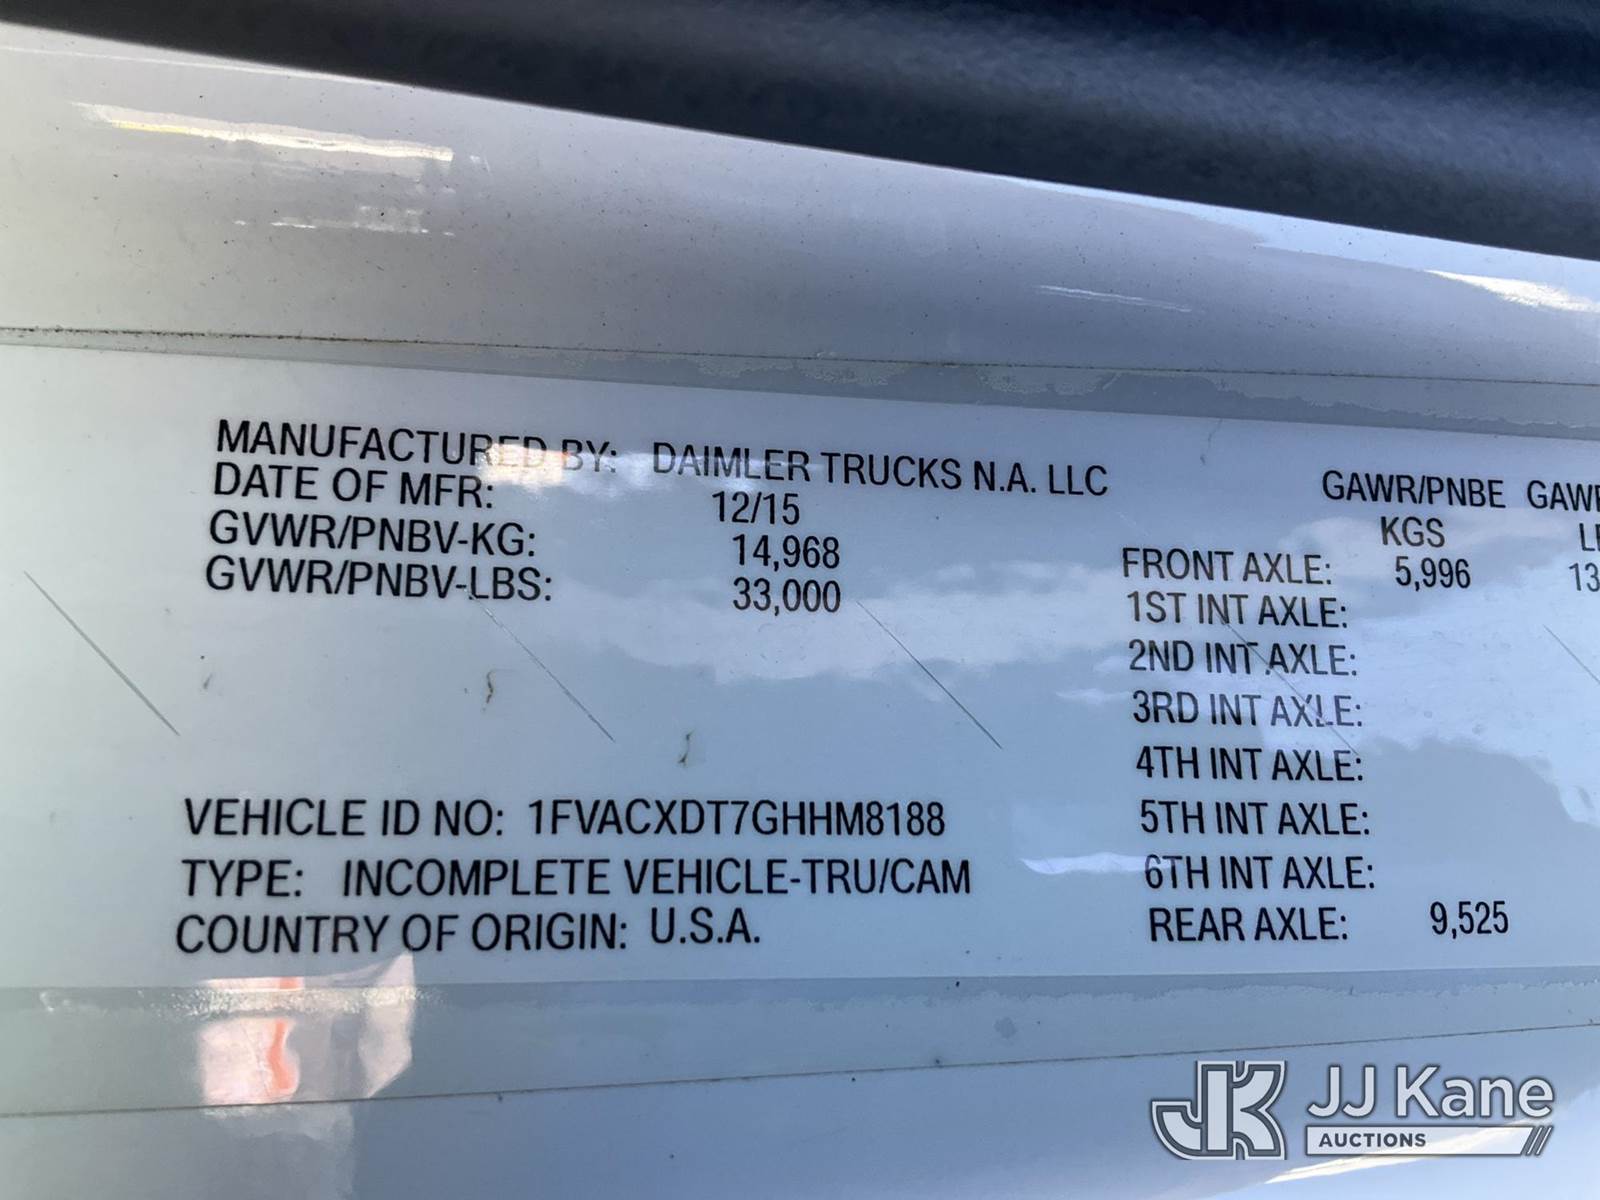 MANUFACTURED BY: DAIMLER TRUCKS N.A. LLC
DATE OF MFR: 12/15
GVWR/PNBV-KG: 14,968
GVWR/PNBV-LBS: 33,000
VEHICLE ID NO: 1FVACXDT7GHHM8188
TYPE: INCOMPLETE VEHICLE-TRU/CAM
COUNTRY OF ORIGIN: U.S.A.
GAWR/PNBE
KGS
FRONT AXLE: 5,996
1ST INT AXLE:
2ND INT AXLE:
3RD INT AXLE:
4TH INT AXLE:
5TH INT AXLE:
6TH INT AXLE:
REAR AXLE: 9,525
JJ Kane
AUCTIONS